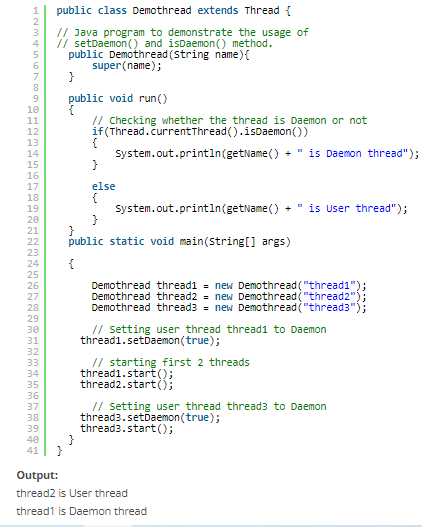 1 public class Demothread extends Thread {
2
3 // Java program to demonstrate the usage of
4 // setDaemon() and isDaemon() method.
5 public Demothread(String name){
6 super(name);
7 }
8
9 public void run()
10 {
11 // Checking whether the thread is Daemon or not
12 if(Thread.currentThread().isDaemon())
13 {
14 System.out.println(getName() + " is Daemon thread");
15 }
16
17 else
18 {
19 System.out.println(getName() + " is User thread");
20 }
21 }
22 public static void main(String[] args)
23
24 {
25
26 Demothread thread1 = new Demothread("thread1");
27 Demothread thread2 = new Demothread("thread2");
28 Demothread thread3 = new Demothread("thread3");
29
30 // Setting user thread thread1 to Daemon
31 thread1.setDaemon(true);
32
33 // starting first 2 threads
34 thread1.start();
35 thread2.start();
36
37 // Setting user thread thread3 to Daemon
38 thread3.setDaemon(true);
39 thread3.start();
40 }
41 }
Output:
thread2 is User thread
thread1 is Daemon thread